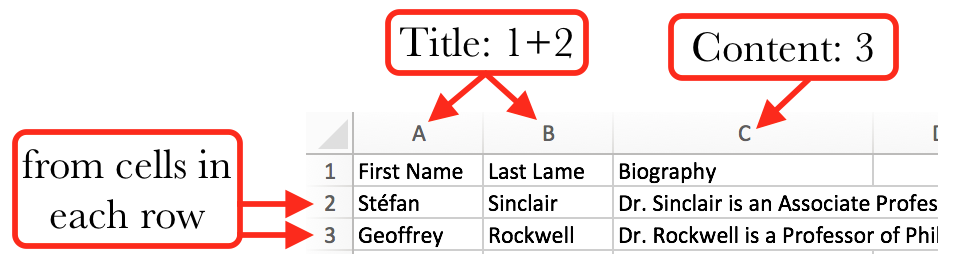 Title: 1+2
Content: 3
from cells in
each row
A B C
1 First Name Last Lame Biography
2 Stéfan Sinclair Dr. Sinclair is an Associate Profes
3 Geoffrey Rockwell Dr. Rockwell is a Professor of Phil